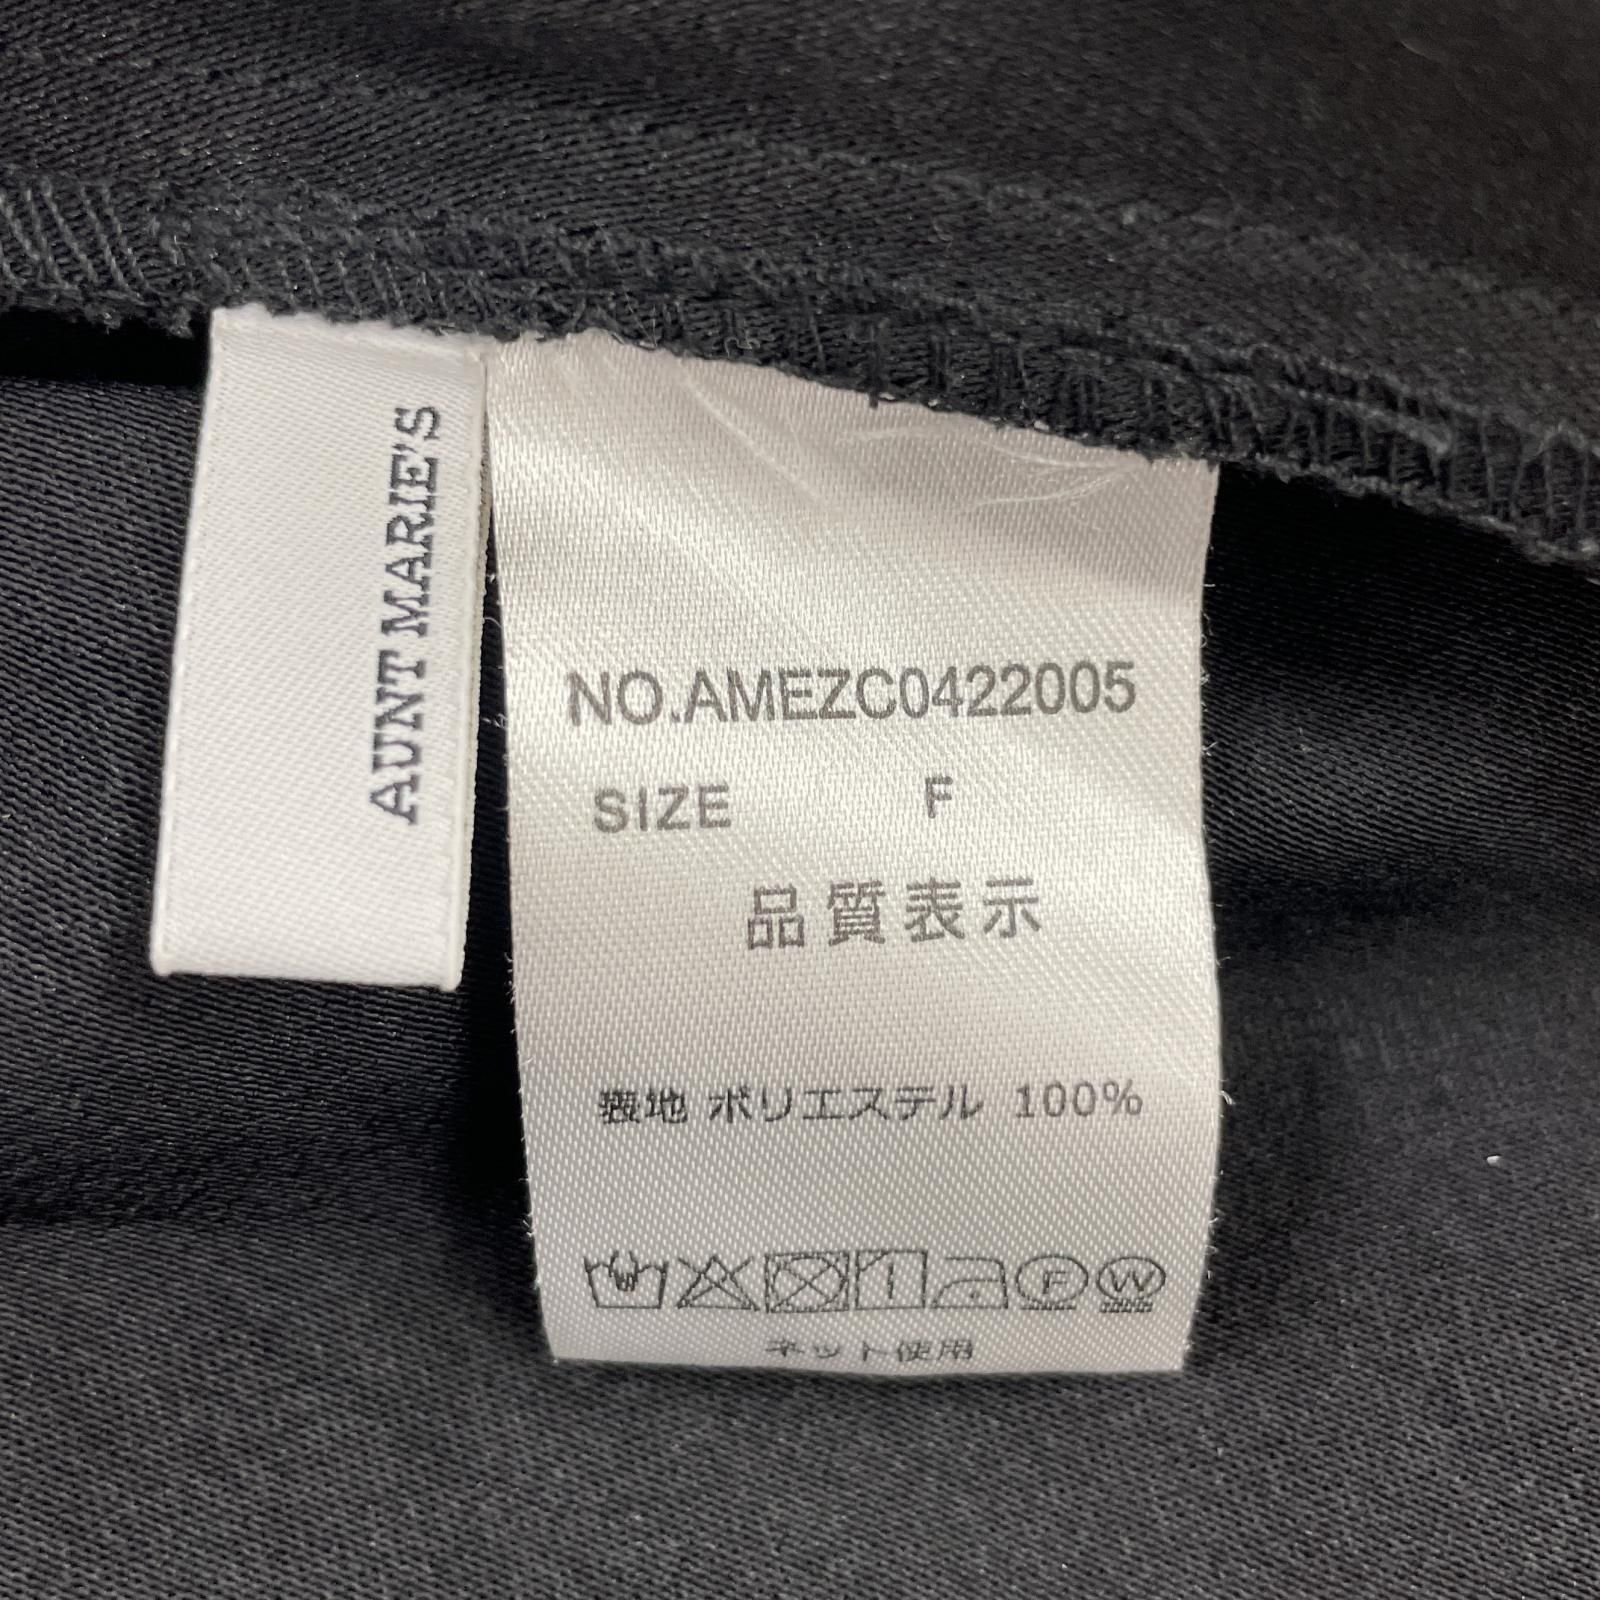 AUNT MARIE'S
NO.AMEZC0422005
SIZE F
品質表示
表地 ポリエステル 100%
F W
ネット使用